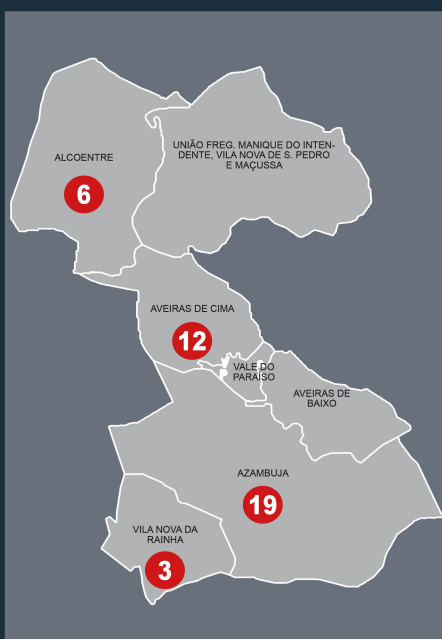 UNIÃO FREG. MANIQUE DO INTEN-
DENTE, VILA NOVA DE S. PEDRO
E MAÇUSSA
ALCOENTRE
6
AVEIRAS DE CIMA
12
VALE DO
PARAÍSO
AVEIRAS DE
BAIXO
AZAMBUJA
19
VILA NOVA DA
RAINHA
3